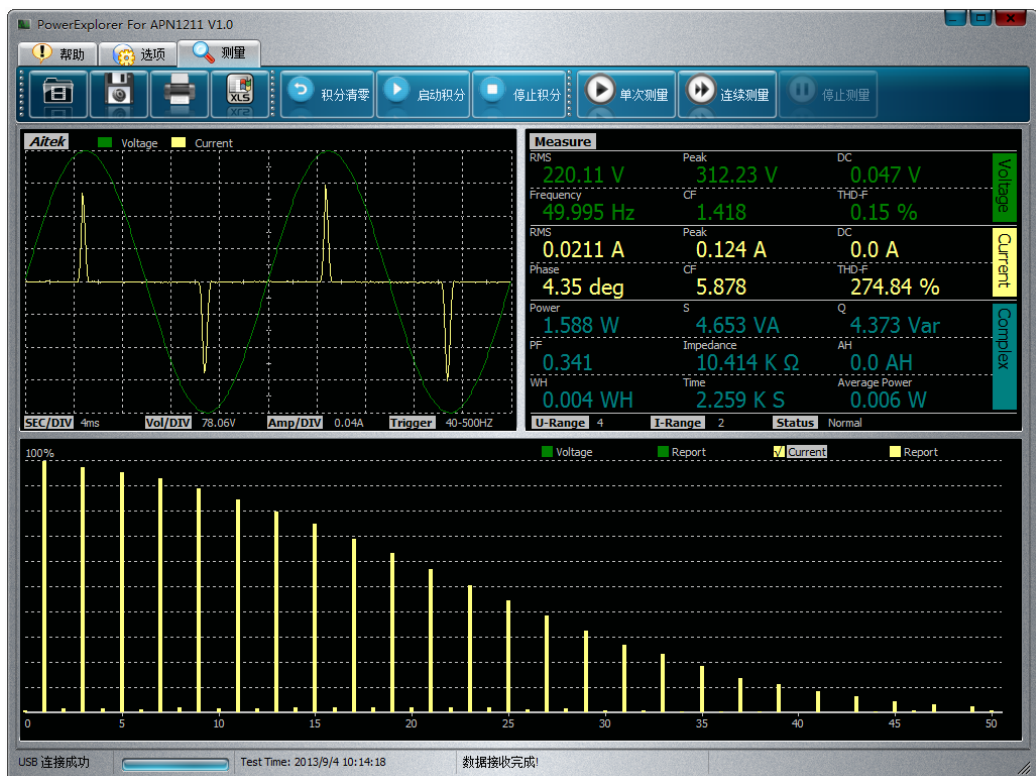 PowerExplorer For APN1211 V1.0
帮助 选项 测量
XLS 积分清零 启动积分 停止积分 单次测量 连续测量 停止测量
Aitek Voltage Current
SEC/DIV 4ms Vol/DIV 78.06V Amp/DIV 0.04A Trigger 40-500HZ
Measure
RMS Peak DC
220.11 V 312.23 V 0.047 V
Frequency CF THD-F
49.995 Hz 1.418 0.15 %
Voltage
RMS Peak DC
0.0211 A 0.124 A 0.0 A
Phase CF THD-F
4.35 deg 5.878 274.84 %
Current
Power S Q
1.588 W 4.653 VA 4.373 Var
PF Impedance AH
0.341 10.414 K Ω 0.0 AH
WH Time Average Power
0.004 WH 2.259 K S 0.006 W
Complex
U-Range 4 I-Range 2 Status Normal
100% Voltage Report √ Current Report
0 5 10 15 20 25 30 35 40 45 50
USB 连接成功 Test Time: 2013/9/4 10:14:18 数据接收完成!